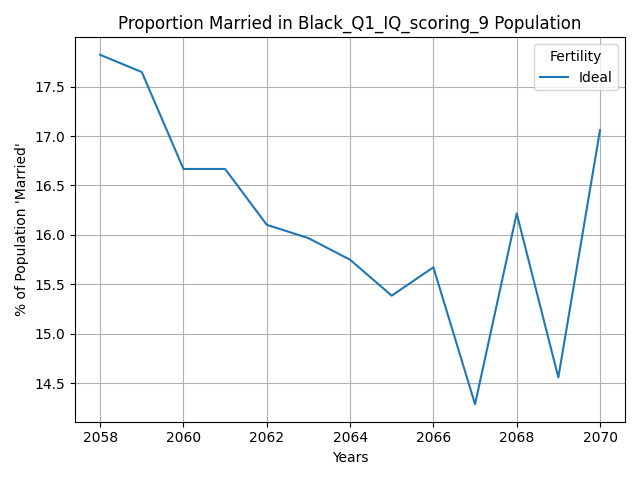 Proportion Married in Black_Q1_IQ_scoring_9 Population
Fertility
Ideal
% of Population 'Married'
17.5
17.0
16.5
16.0
15.5
15.0
14.5
2058 2060 2062 2064 2066 2068 2070
Years